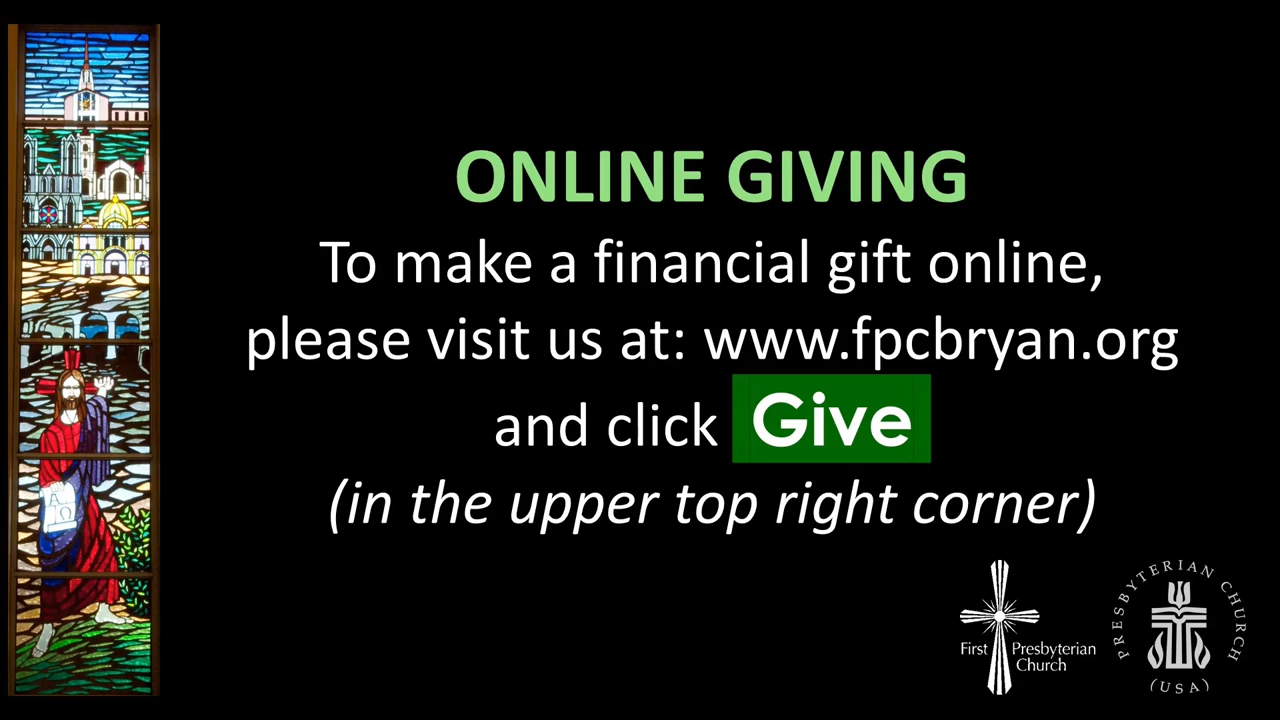 ONLINE GIVING
To make a financial gift online,
please visit us at: www.fpcbryan.org
and click Give
(in the upper top right corner)
First Presbyterian
Church
PRESBYTERIAN CHURCH
(USA)
A
Ω